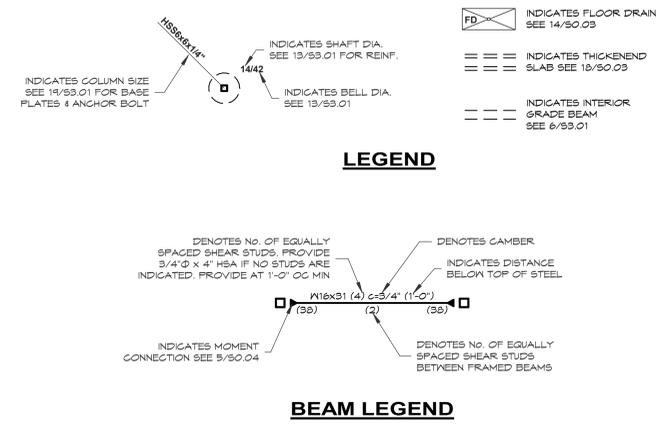 HSS6x6x1/4"
14/42
INDICATES SHAFT DIA.
SEE 13/S3.01 FOR REINF.
INDICATES COLUMN SIZE
SEE 19/S3.01 FOR BASE
PLATES & ANCHOR BOLT
INDICATES BELL DIA.
SEE 13/S3.01
FD
INDICATES FLOOR DRAIN
SEE 14/S0.03
INDICATES THICKENEND
SLAB SEE 18/S0.03
INDICATES INTERIOR
GRADE BEAM
SEE 6/S3.01
LEGEND
DENOTES No. OF EQUALLY
SPACED SHEAR STUDS. PROVIDE
3/4"Φ x 4" HSA IF NO STUDS ARE
INDICATED. PROVIDE AT 1'-0" OC MIN
DENOTES CAMBER
INDICATES DISTANCE
BELOW TOP OF STEEL
W16x31 (4) c=3/4" (1'-0")
(38) (2) (38)
INDICATES MOMENT
CONNECTION SEE 5/S0.04
DENOTES No. OF EQUALLY
SPACED SHEAR STUDS
BETWEEN FRAMED BEAMS
BEAM LEGEND